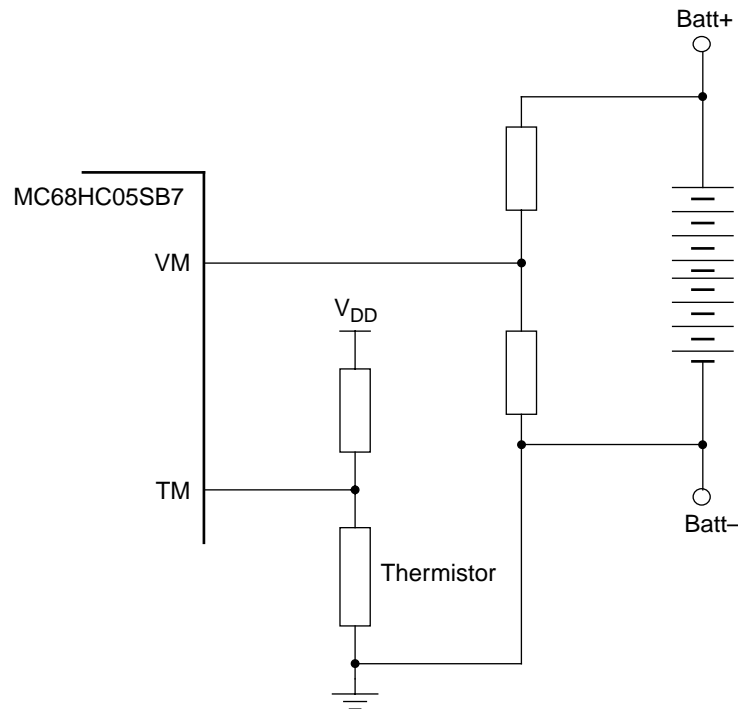 Batt+
MC68HC05SB7
VM
VDD
TM
Thermistor
Batt–